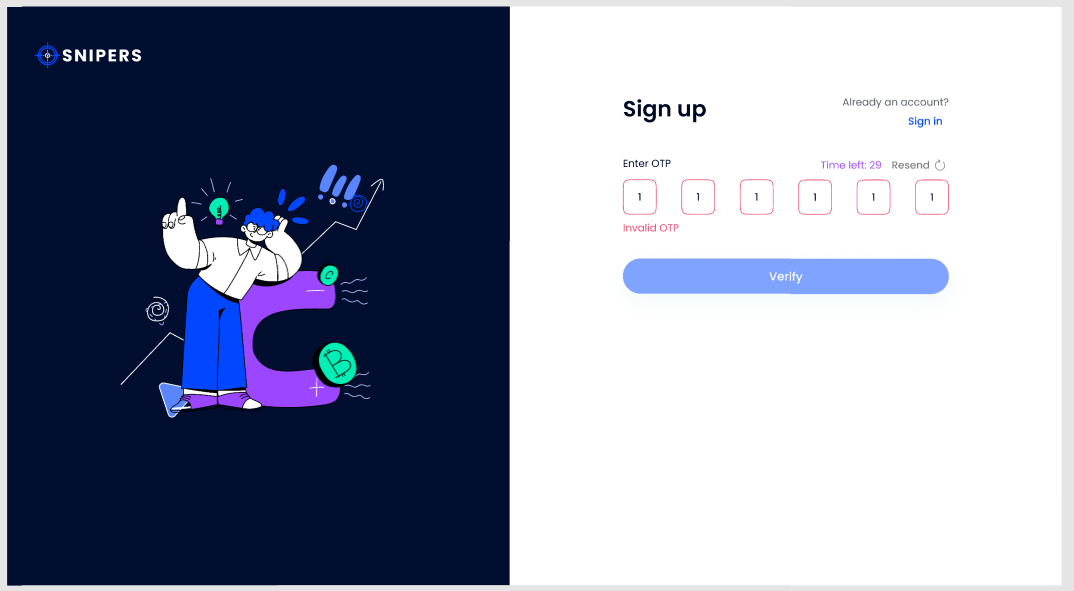 SNIPERS
Sign up
Already an account?
Sign in
Enter OTP
Time left: 29 Resend
1 1 1 1 1 1
Invalid OTP
Verify